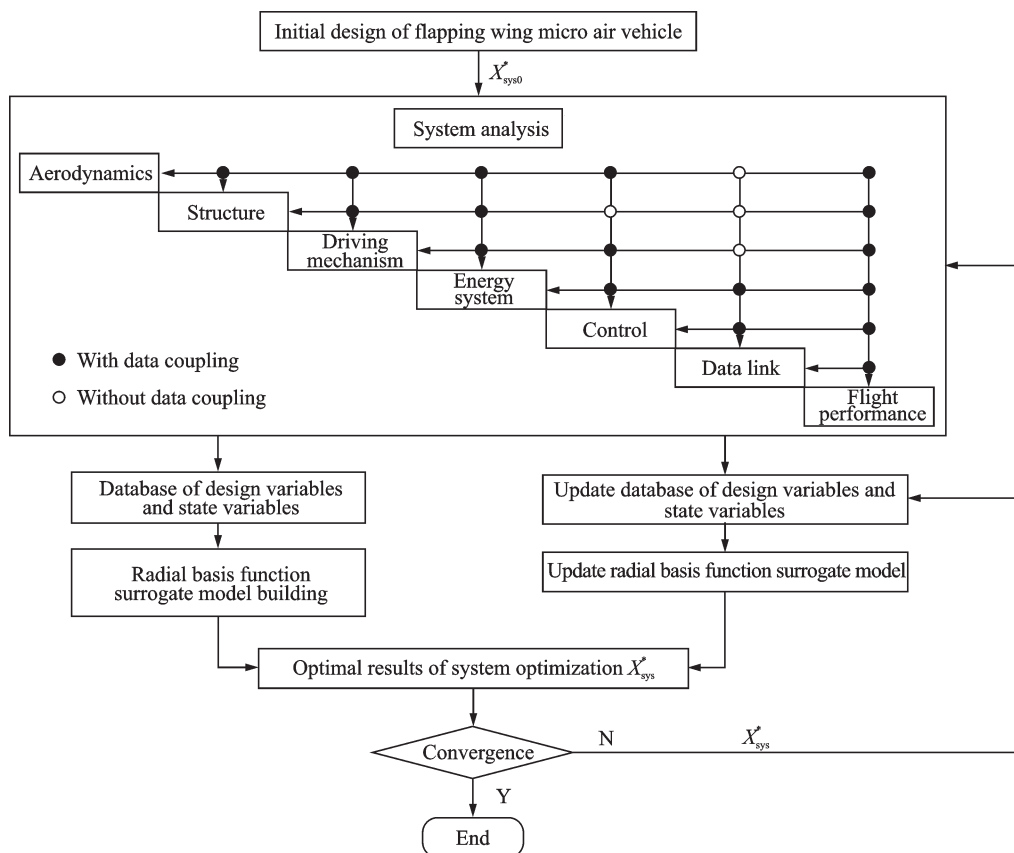 Initial design of flapping wing micro air vehicle
X*sys0
System analysis
Aerodynamics
Structure
Driving
mechanism
Energy
system
Control
Data link
Flight
performance
With data coupling
Without data coupling
Database of design variables
and state variables
Update database of design variables and
state variables
Radial basis function
surrogate model building
Update radial basis function surrogate model
Optimal results of system optimization X*sys
Convergence
N
X*sys
Y
End